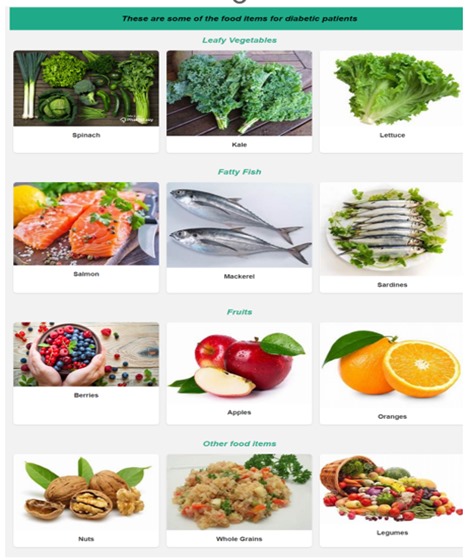 These are some of the food items for diabetic patients
Leafy Vegetables
Spinach
Kale
Lettuce
Fatty Fish
Salmon
Mackerel
Sardines
Fruits
Berries
Apples
Oranges
Other food items
Nuts
Whole Grains
Legumes